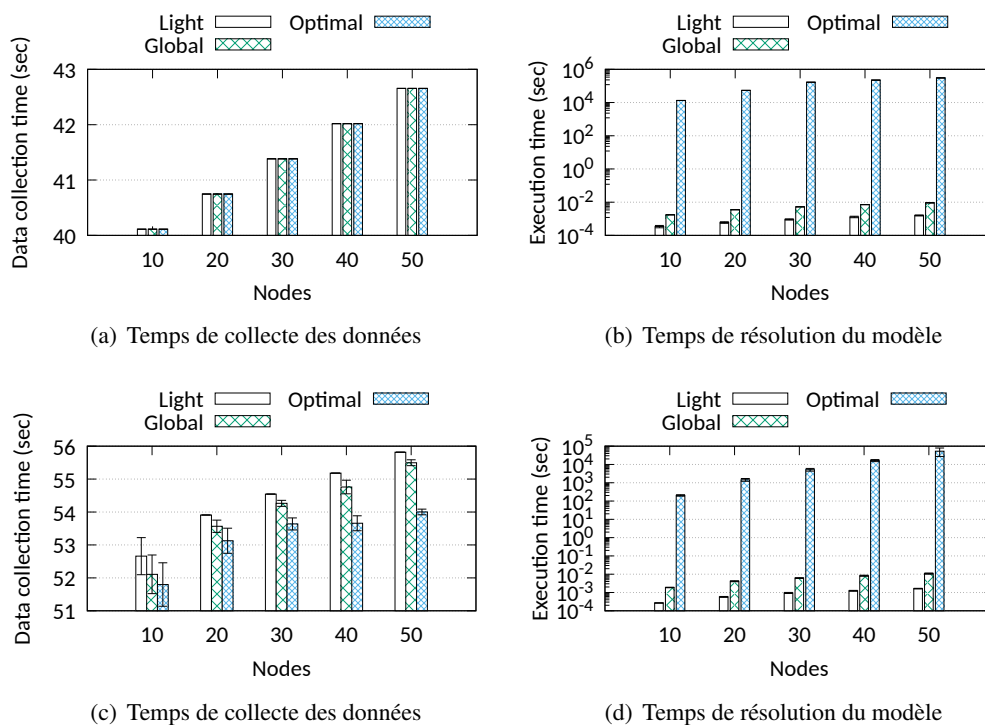 Light Optimal
Global
Data collection time (sec)
43
42
41
40
10 20 30 40 50
Nodes
(a) Temps de collecte des données
Light Optimal
Global
Execution time (sec)
10^6
10^4
10^2
10^0
10^-2
10^-4
10 20 30 40 50
Nodes
(b) Temps de résolution du modèle
Light Optimal
Global
Data collection time (sec)
56
55
54
53
52
51
10 20 30 40 50
Nodes
(c) Temps de collecte des données
Light Optimal
Global
Execution time (sec)
10^5
10^4
10^3
10^2
10^1
10^0
10^-1
10^-2
10^-3
10^-4
10 20 30 40 50
Nodes
(d) Temps de résolution du modèle